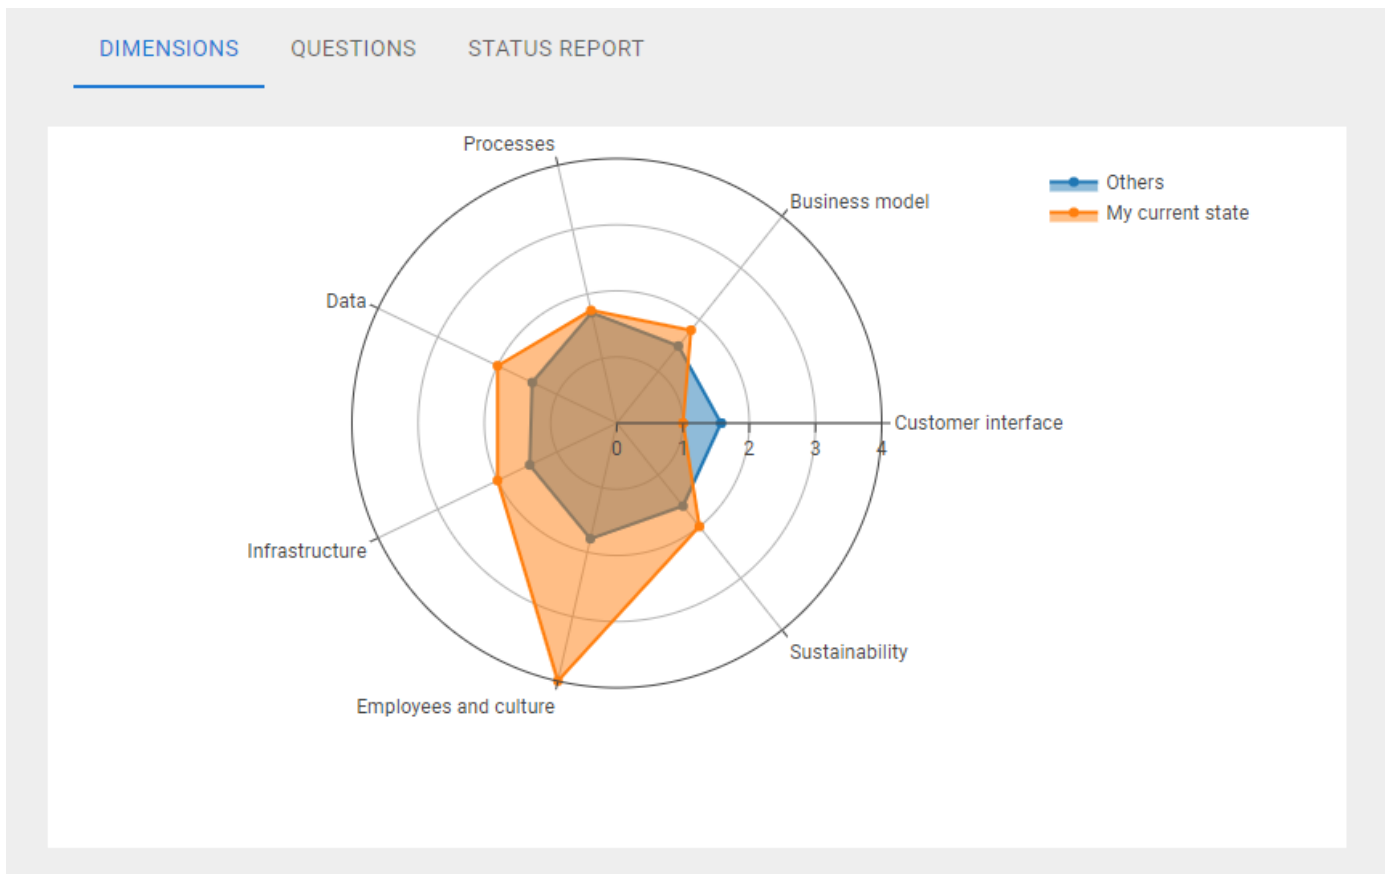 DIMENSIONS QUESTIONS STATUS REPORT
Processes
Others
Business model
My current state
Data
Customer interface
0 1 2 3 4
Infrastructure
Sustainability
Employees and culture